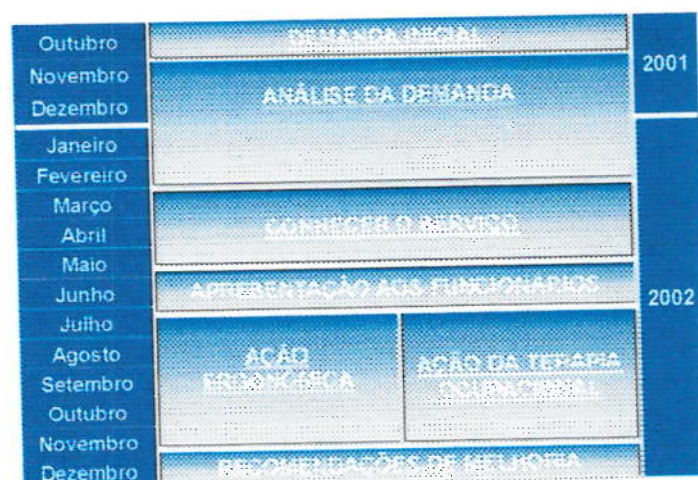 Outubro
Novembro
Dezembro
Janeiro
Fevereiro
Março
Abril
Maio
Junho
Julho
Agosto
Setembro
Outubro
Novembro
Dezembro
DEMANDA INICIAL
ANÁLISE DA DEMANDA
CONHECER O SERVIÇO
APRESENTAÇÃO AOS FUNCIONÁRIOS
AÇÃO
ERGONÔMICA
AÇÃO DA TERAPIA
OCUPACIONAL
RECOMENDAÇÕES DE MELHORIA
2001
2002